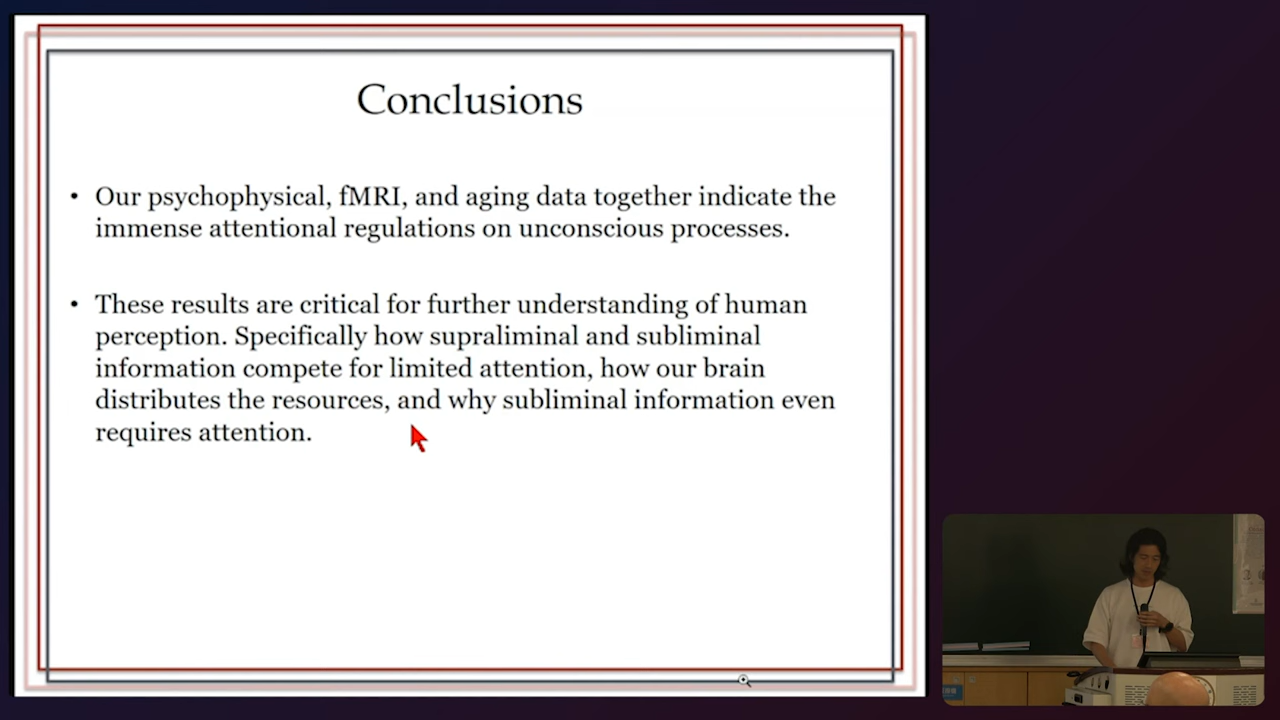 Conclusions
• Our psychophysical, fMRI, and aging data together indicate the
immense attentional regulations on unconscious processes.
• These results are critical for further understanding of human
perception. Specifically how supraliminal and subliminal
information compete for limited attention, how our brain
distributes the resources, and why subliminal information even
requires attention.